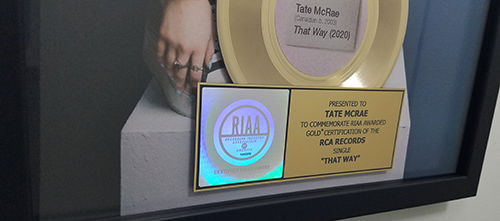 Tate McRae
(Canadian b. 2003)
That Way (2020)
RIAA
PRESENTED TO
TATE MCRAE
TO COMMEMORATE RIAA AWARDED
GOLD® CERTIFICATION OF THE
RCA RECORDS
SINGLE
"THAT WAY"